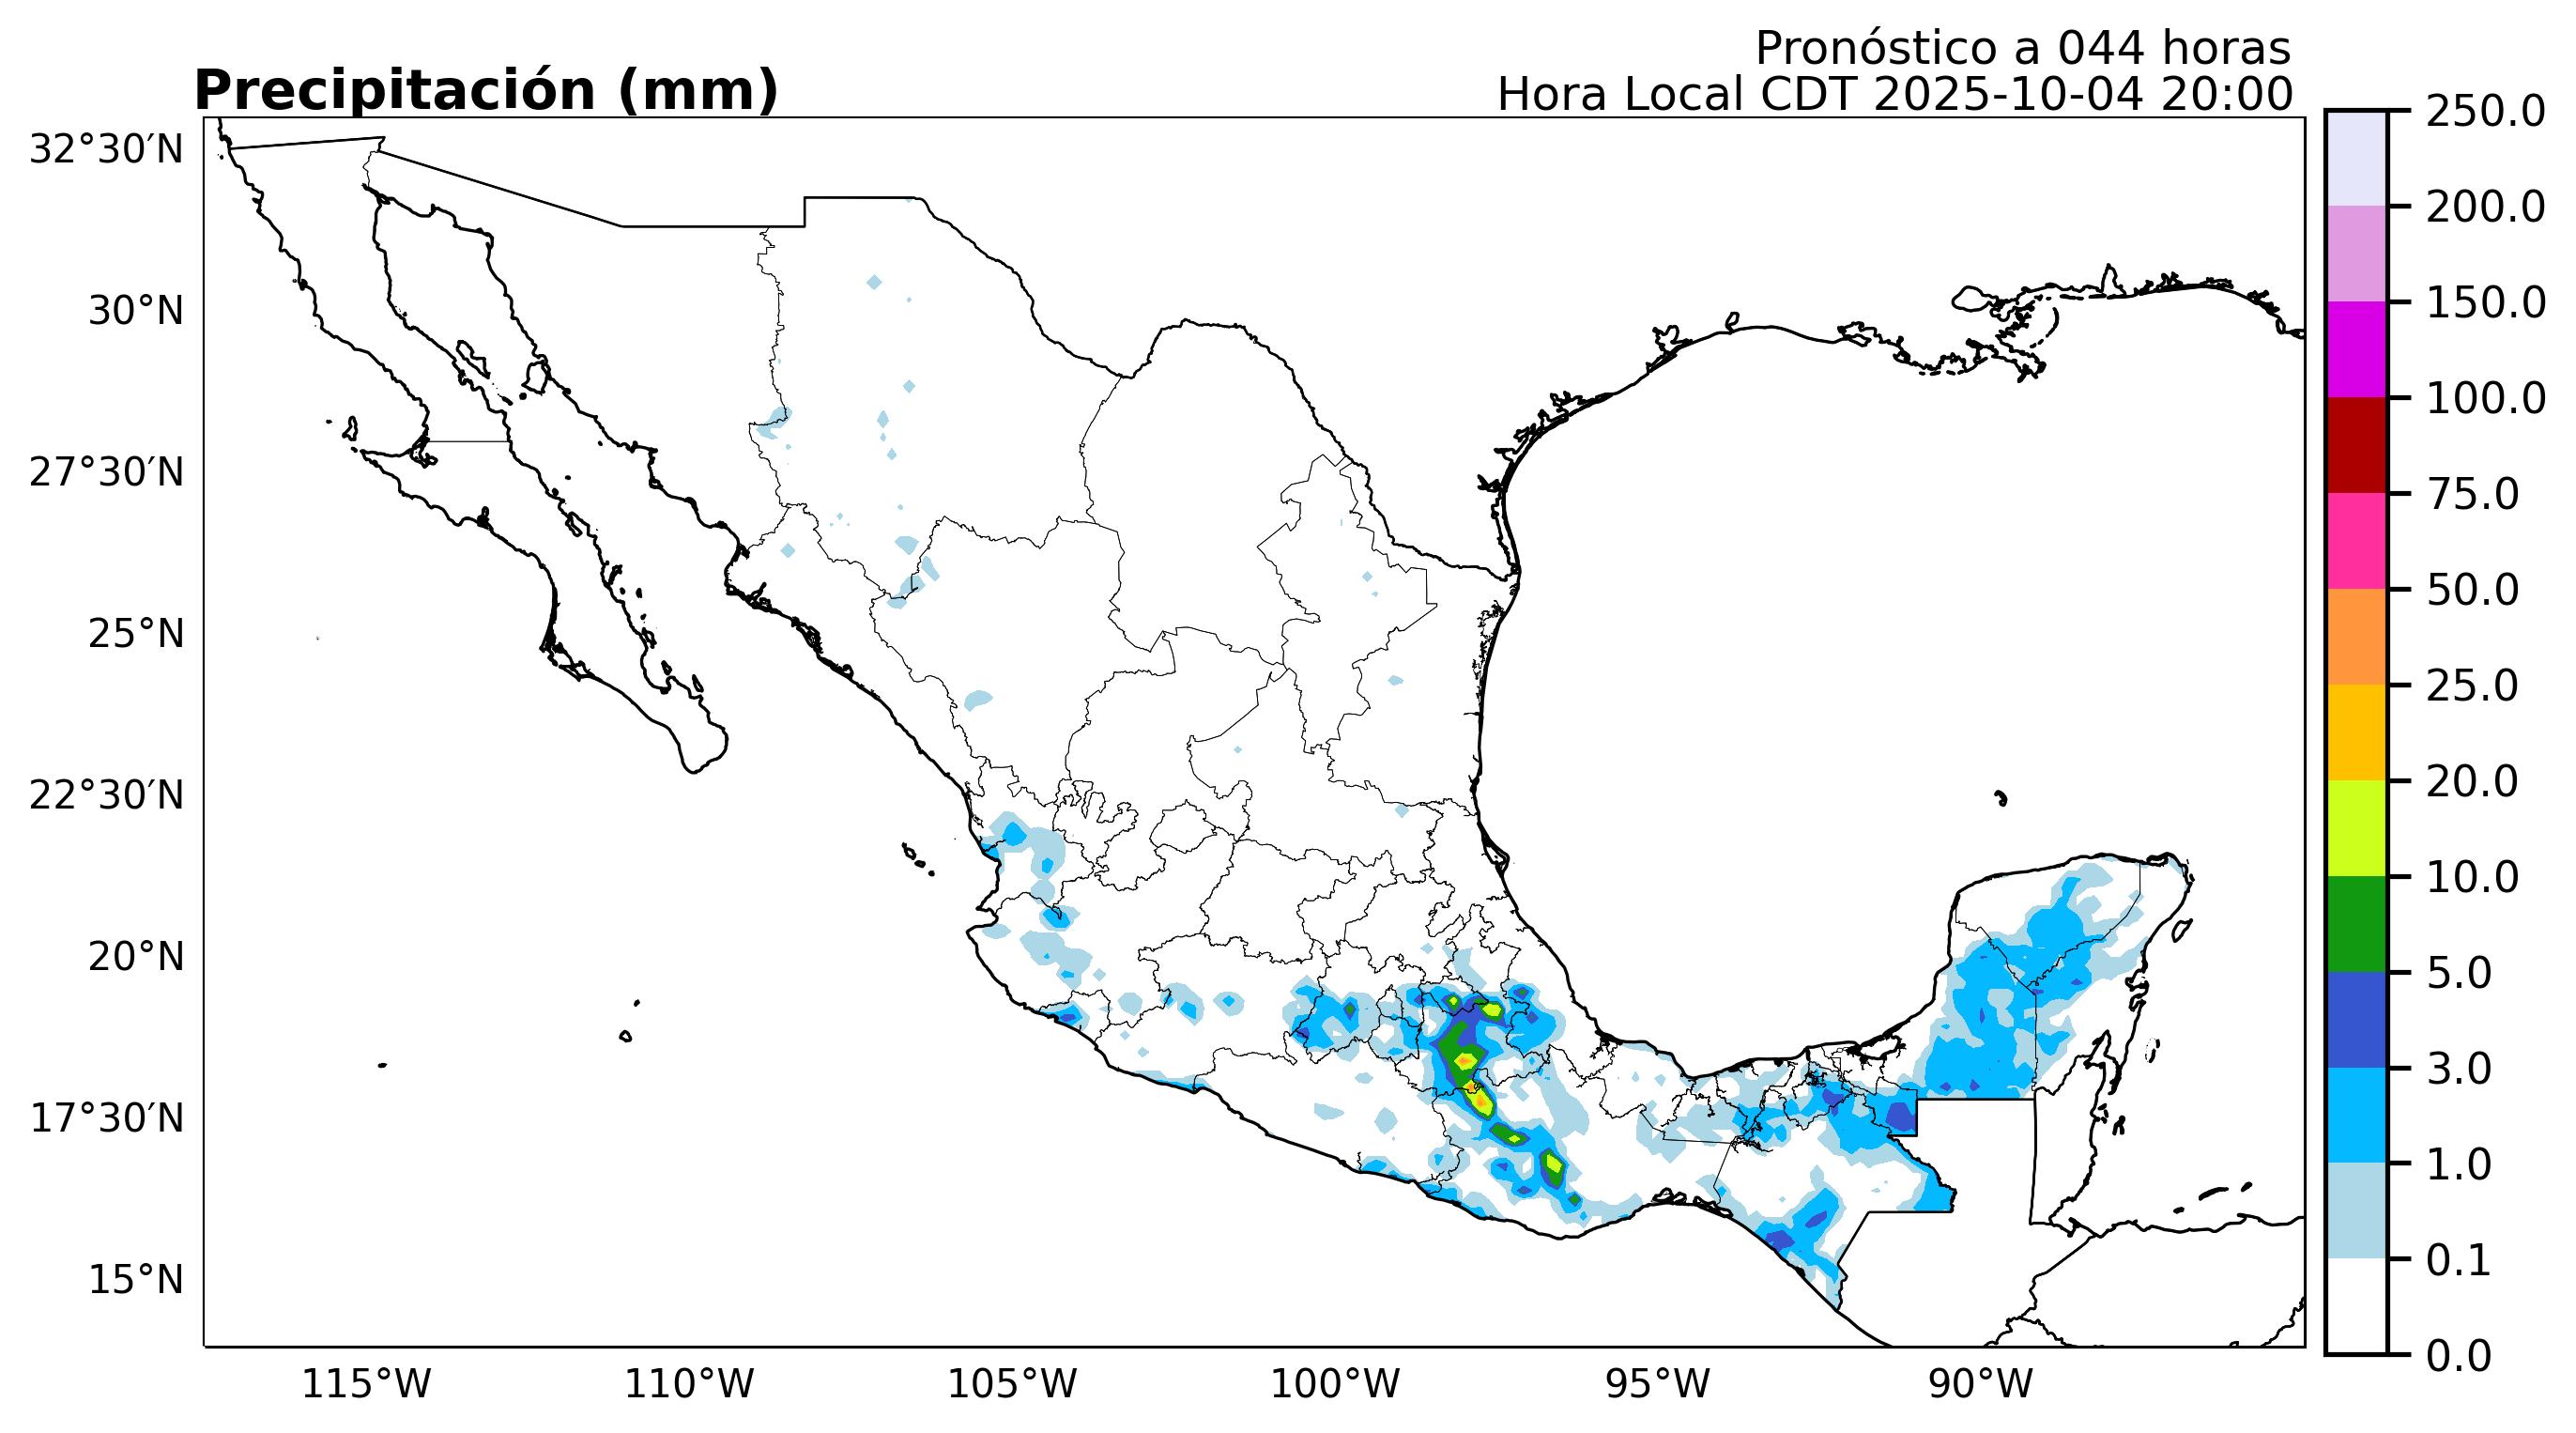 Pronóstico a 044 horas
Precipitación (mm)
Hora Local CDT 2025-10-04 20:00
32°30′N
30°N
27°30′N
25°N
22°30′N
20°N
17°30′N
15°N
115°W
110°W
105°W
100°W
95°W
90°W
250.0
200.0
150.0
100.0
75.0
50.0
25.0
20.0
10.0
5.0
3.0
1.0
0.1
0.0